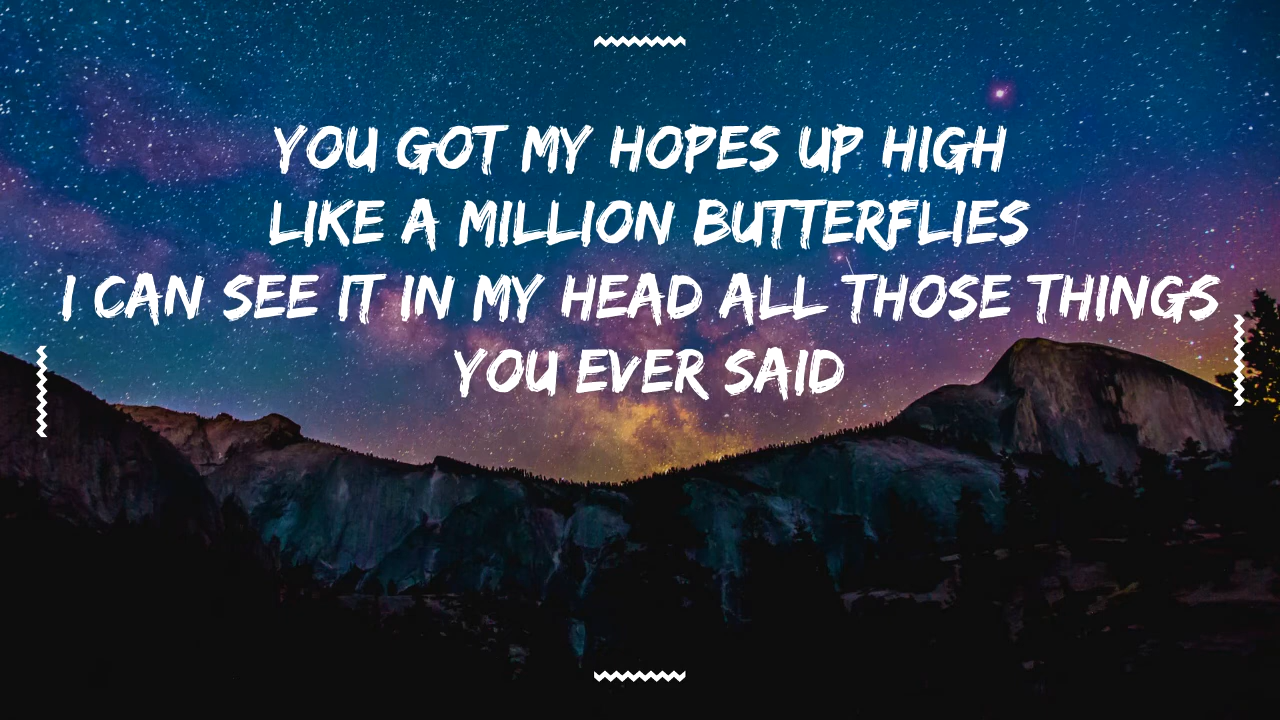 YOU GOT MY HOPES UP HIGH
LIKE A MILLION BUTTERFLIES
I CAN SEE IT IN MY HEAD ALL THOSE THINGS
YOU EVER SAID